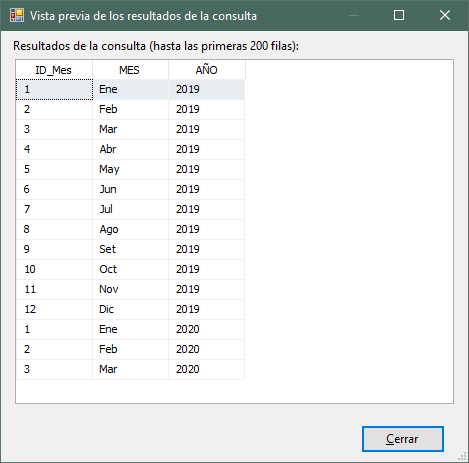 Vista previa de los resultados de la consulta
Resultados de la consulta (hasta las primeras 200 filas):
ID_Mes MES AÑO
1 Ene 2019
2 Feb 2019
3 Mar 2019
4 Abr 2019
5 May 2019
6 Jun 2019
7 Jul 2019
8 Ago 2019
9 Set 2019
10 Oct 2019
11 Nov 2019
12 Dic 2019
1 Ene 2020
2 Feb 2020
3 Mar 2020
Cerrar